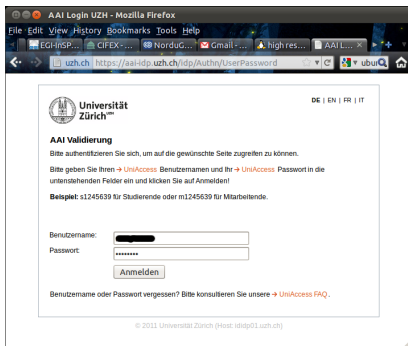 AAI Login UZH - Mozilla Firefox
File Edit View History Bookmarks Tools Help
EGI-InSP... CIFEX-... NorduG... Gmail -... high res... AAI L...
uzh.ch https://aai-idp.uzh.ch/idp/Authn/UserPassword
Universität
Zürich UZH
DE | EN | FR | IT
AAI Validierung
Bitte authentifizieren Sie sich, um auf die gewünschte Seite zugreifen zu können.
Bitte geben Sie Ihren → UniAccess Benutzernamen und Ihr → UniAccess Passwort in die
untenstehenden Felder ein und klicken Sie auf Anmelden!
Beispiel: s1245639 für Studierende oder m1245639 für Mitarbeitende.
Benutzername:
Passwort:
Anmelden
Benutzername oder Passwort vergessen? Bitte konsultieren Sie unsere → UniAccess FAQ.
© 2011 Universität Zürich (Host: ididp01.uzh.ch)